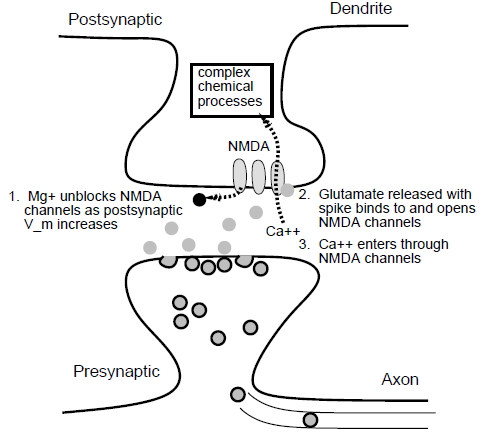 Postsynaptic
Dendrite
complex
chemical
processes
NMDA
1. Mg+ unblocks NMDA
channels as postsynaptic
V_m increases
2. Glutamate released with
spike binds to and opens
NMDA channels
Ca++
3. Ca++ enters through
NMDA channels
Presynaptic
Axon